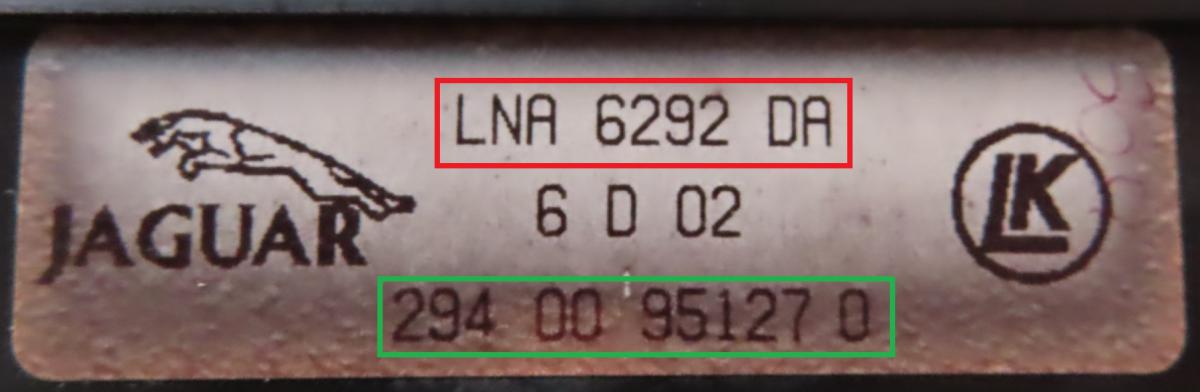 LNA 6292 DA
6 D 02
JAGUAR
LK
294 00 95127 0